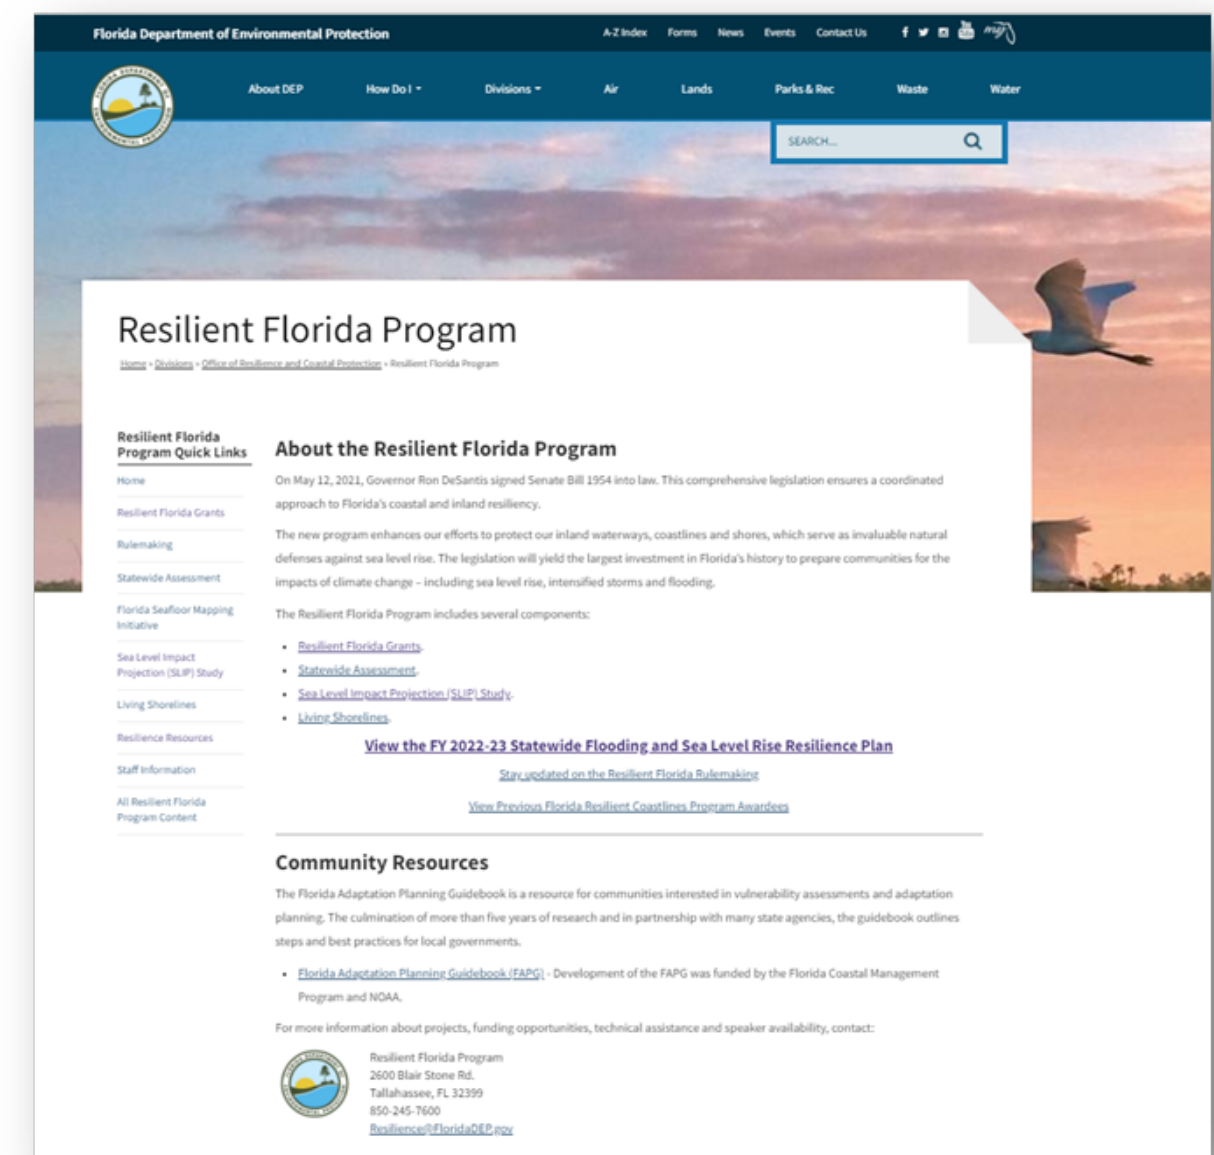 Florida Department of Environmental Protection
A-Z Index Forms News Events Contact Us
About DEP How Do I Divisions Air Lands Parks & Rec Waste Water
SEARCH...
Resilient Florida Program
Home » Divisions » Office of Resilience and Coastal Protection » Resilient Florida Program
Resilient Florida
Program Quick Links
Home
Resilient Florida Grants
Rulemaking
Statewide Assessment
Florida Seafloor Mapping
Initiative
Sea Level Impact
Projection (SLIP) Study
Living Shorelines
Resilience Resources
Staff Information
All Resilient Florida
Program Content
About the Resilient Florida Program
On May 12, 2021, Governor Ron DeSantis signed Senate Bill 1954 into law. This comprehensive legislation ensures a coordinated
approach to Florida's coastal and inland resiliency.
The new program enhances our efforts to protect our inland waterways, coastlines and shores, which serve as invaluable natural
defenses against sea level rise. The legislation will yield the largest investment in Florida's history to prepare communities for the
impacts of climate change – including sea level rise, intensified storms and flooding.
The Resilient Florida Program includes several components:
• Resilient Florida Grants.
• Statewide Assessment.
• Sea Level Impact Projection (SLIP) Study.
• Living Shorelines.
View the FY 2022-23 Statewide Flooding and Sea Level Rise Resilience Plan
Stay updated on the Resilient Florida Rulemaking
View Previous Florida Resilient Coastlines Program Awardees
Community Resources
The Florida Adaptation Planning Guidebook is a resource for communities interested in vulnerability assessments and adaptation
planning. The culmination of more than five years of research and in partnership with many state agencies, the guidebook outlines
steps and best practices for local governments.
• Florida Adaptation Planning Guidebook (FAPG) - Development of the FAPG was funded by the Florida Coastal Management
Program and NOAA.
For more information about projects, funding opportunities, technical assistance and speaker availability, contact:
Resilient Florida Program
2600 Blair Stone Rd.
Tallahassee, FL 32399
850-245-7600
Resilience@FloridaDEP.gov